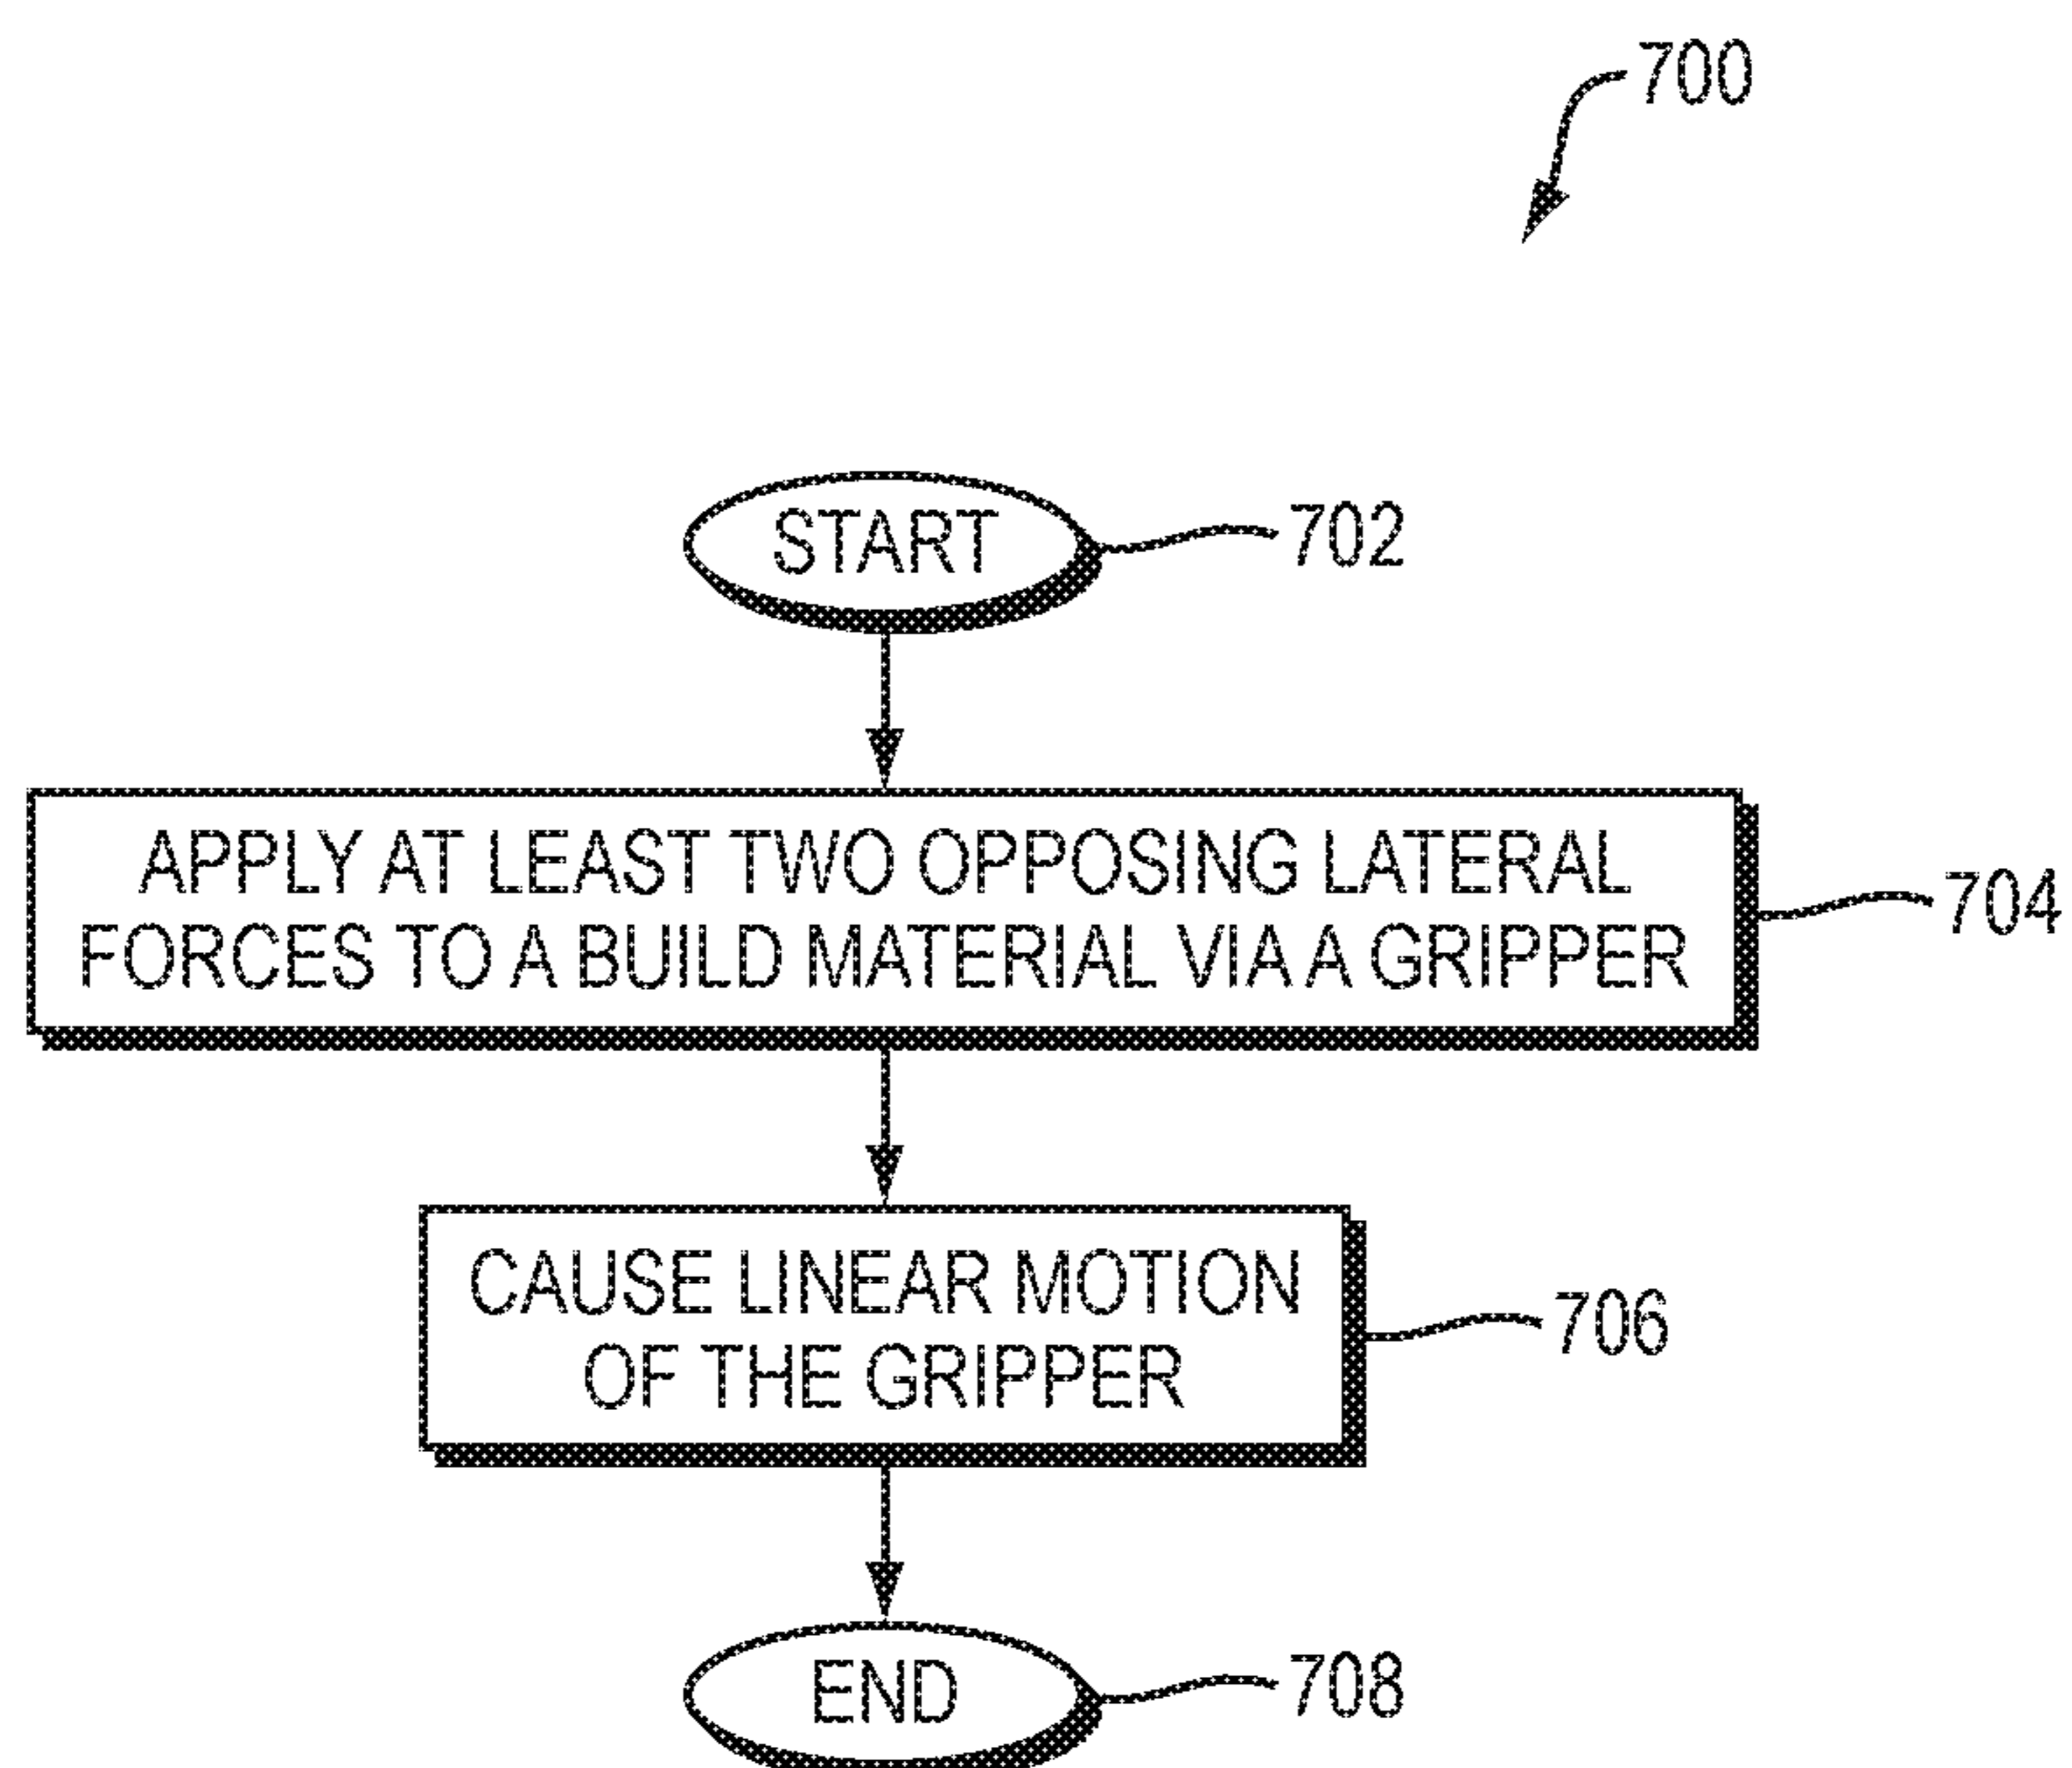 700
START
702
APPLY AT LEAST TWO OPPOSING LATERAL
FORCES TO A BUILD MATERIAL VIA A GRIPPER
704
CAUSE LINEAR MOTION
OF THE GRIPPER
706
END
708